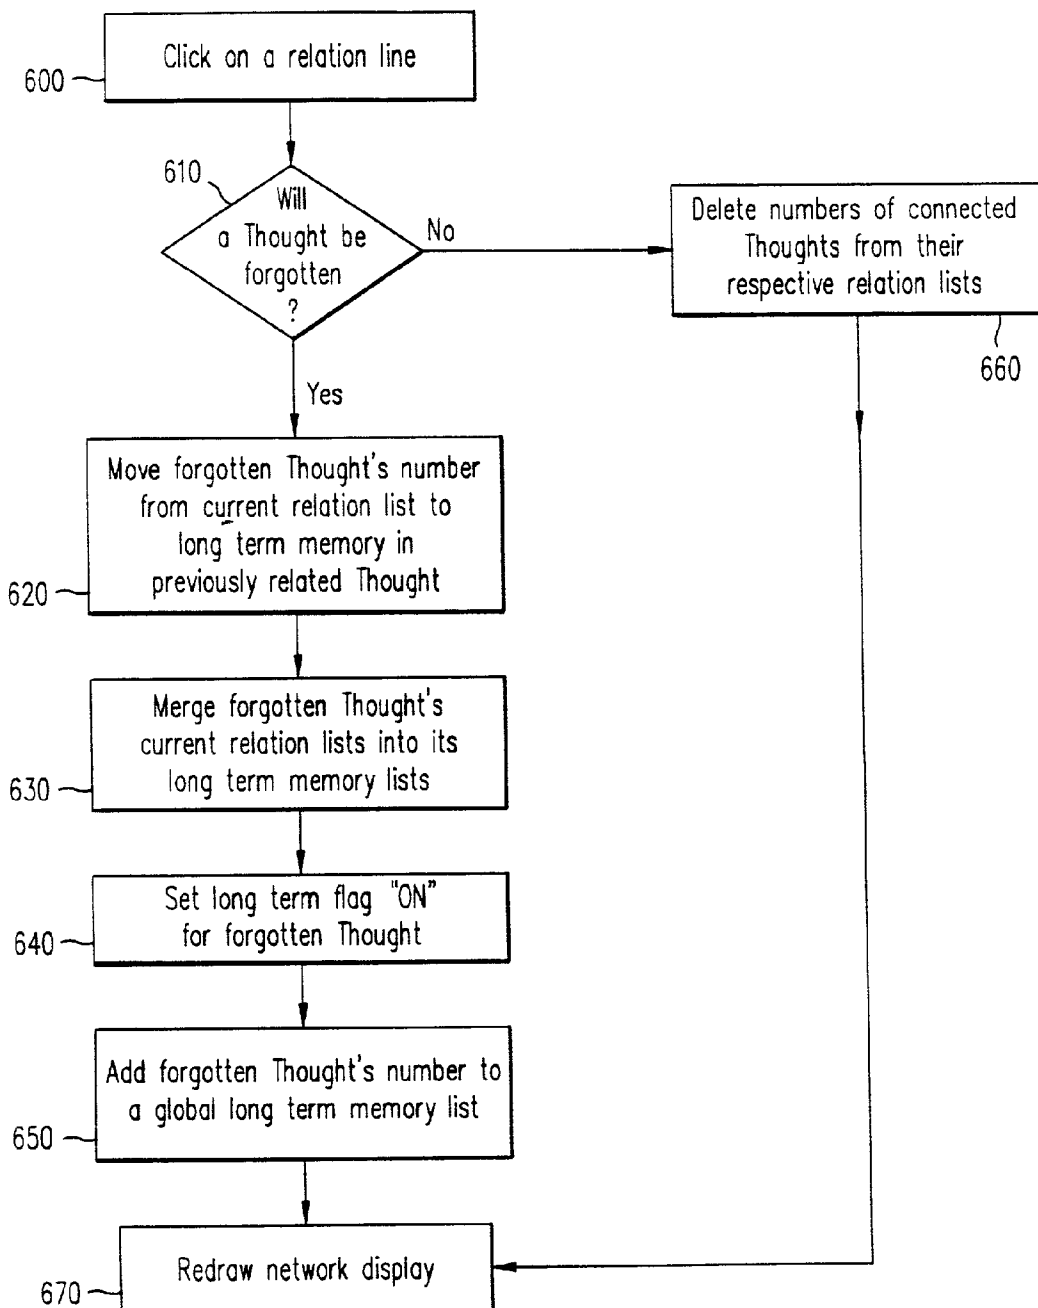 Click on a relation line
600
610
Will
a Thought be
forgotten
?
No
Delete numbers of connected
Thoughts from their
respective relation lists
660
Yes
Move forgotten Thought's number
from current relation list to
long term memory in
previously related Thought
620
Merge forgotten Thought's
current relation lists into its
long term memory lists
630
Set long term flag "ON"
for forgotten Thought
640
Add forgotten Thought's number to
a global long term memory list
650
Redraw network display
670